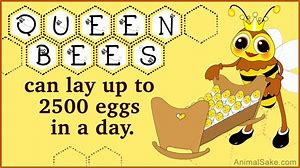 QUEEN
BEES
can lay up to
2500 eggs
in a day.
AnimalSake.com